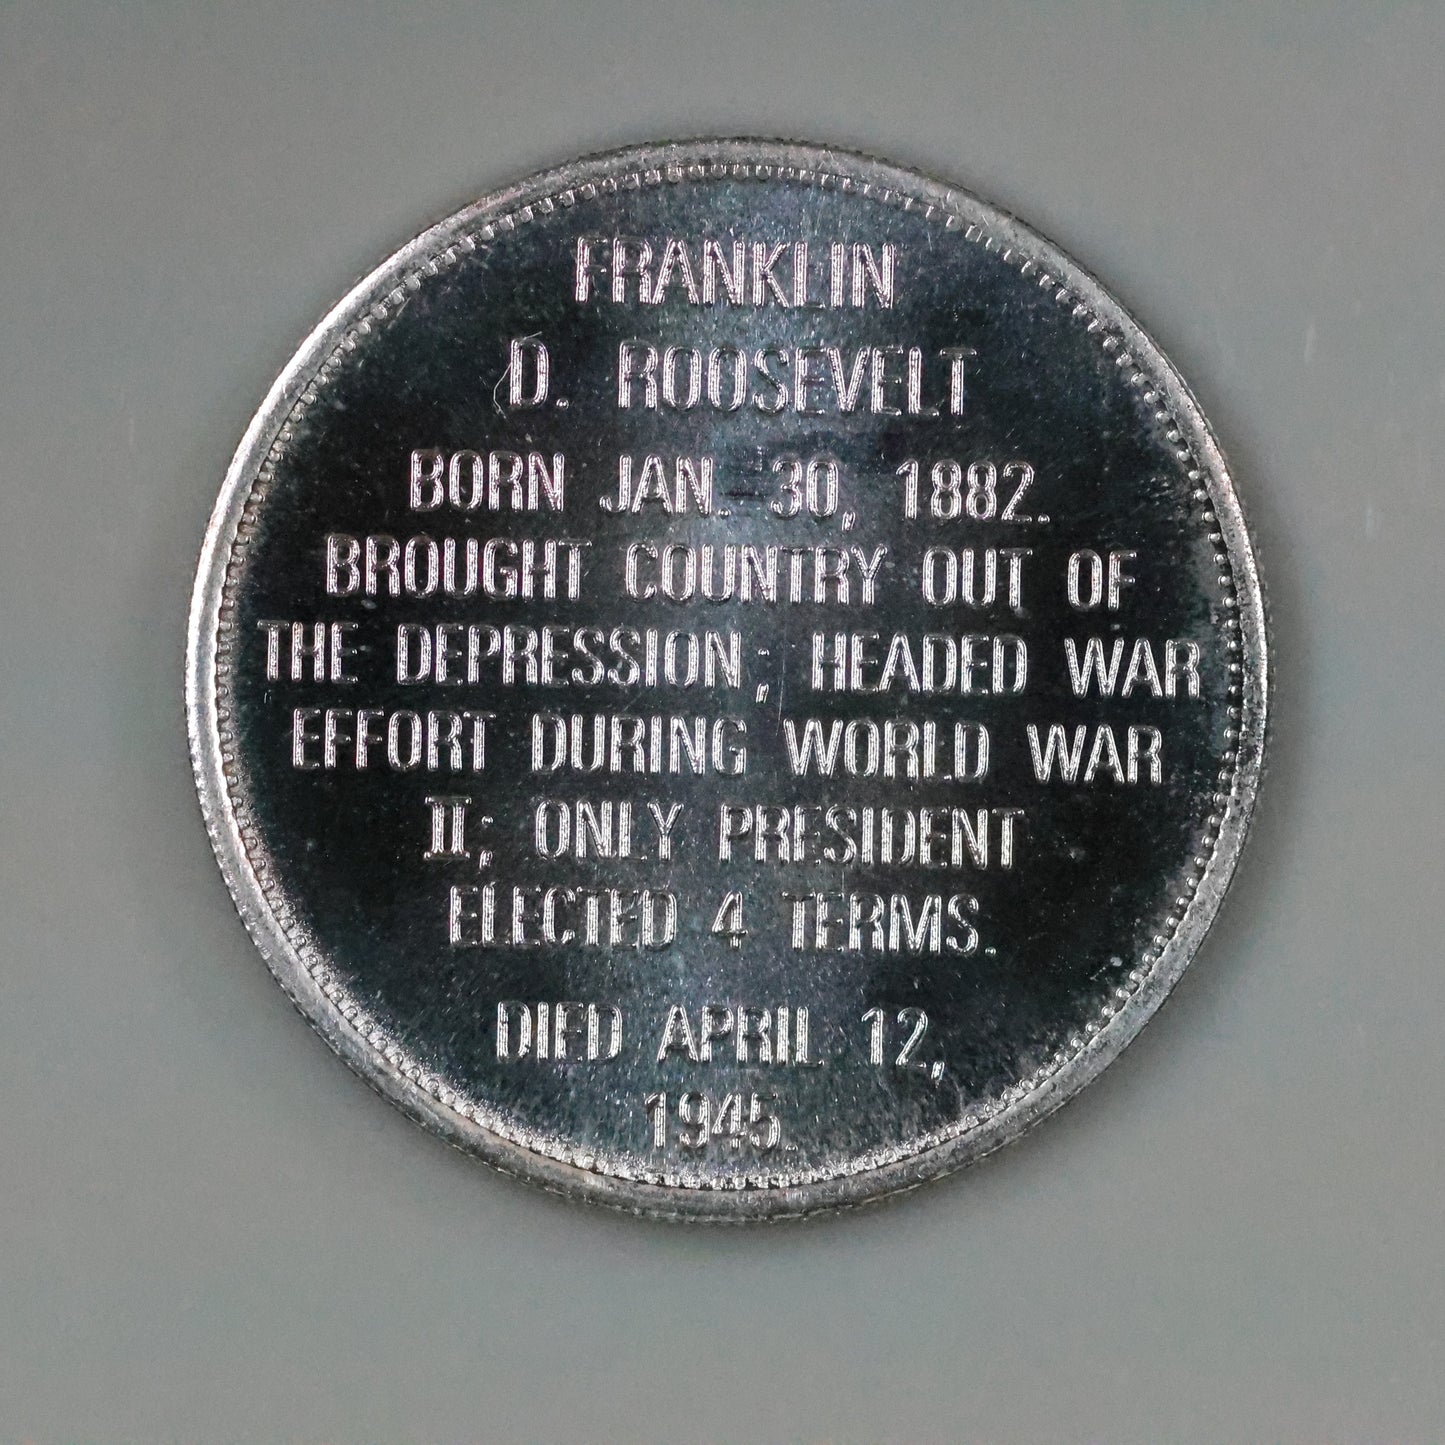 FRANKLIN
D. ROOSEVELT
BORN JAN. 30, 1882.
BROUGHT COUNTRY OUT OF
THE DEPRESSION; HEADED WAR
EFFORT DURING WORLD WAR
II; ONLY PRESIDENT
ELECTED 4 TERMS.
DIED APRIL 12,
1945.